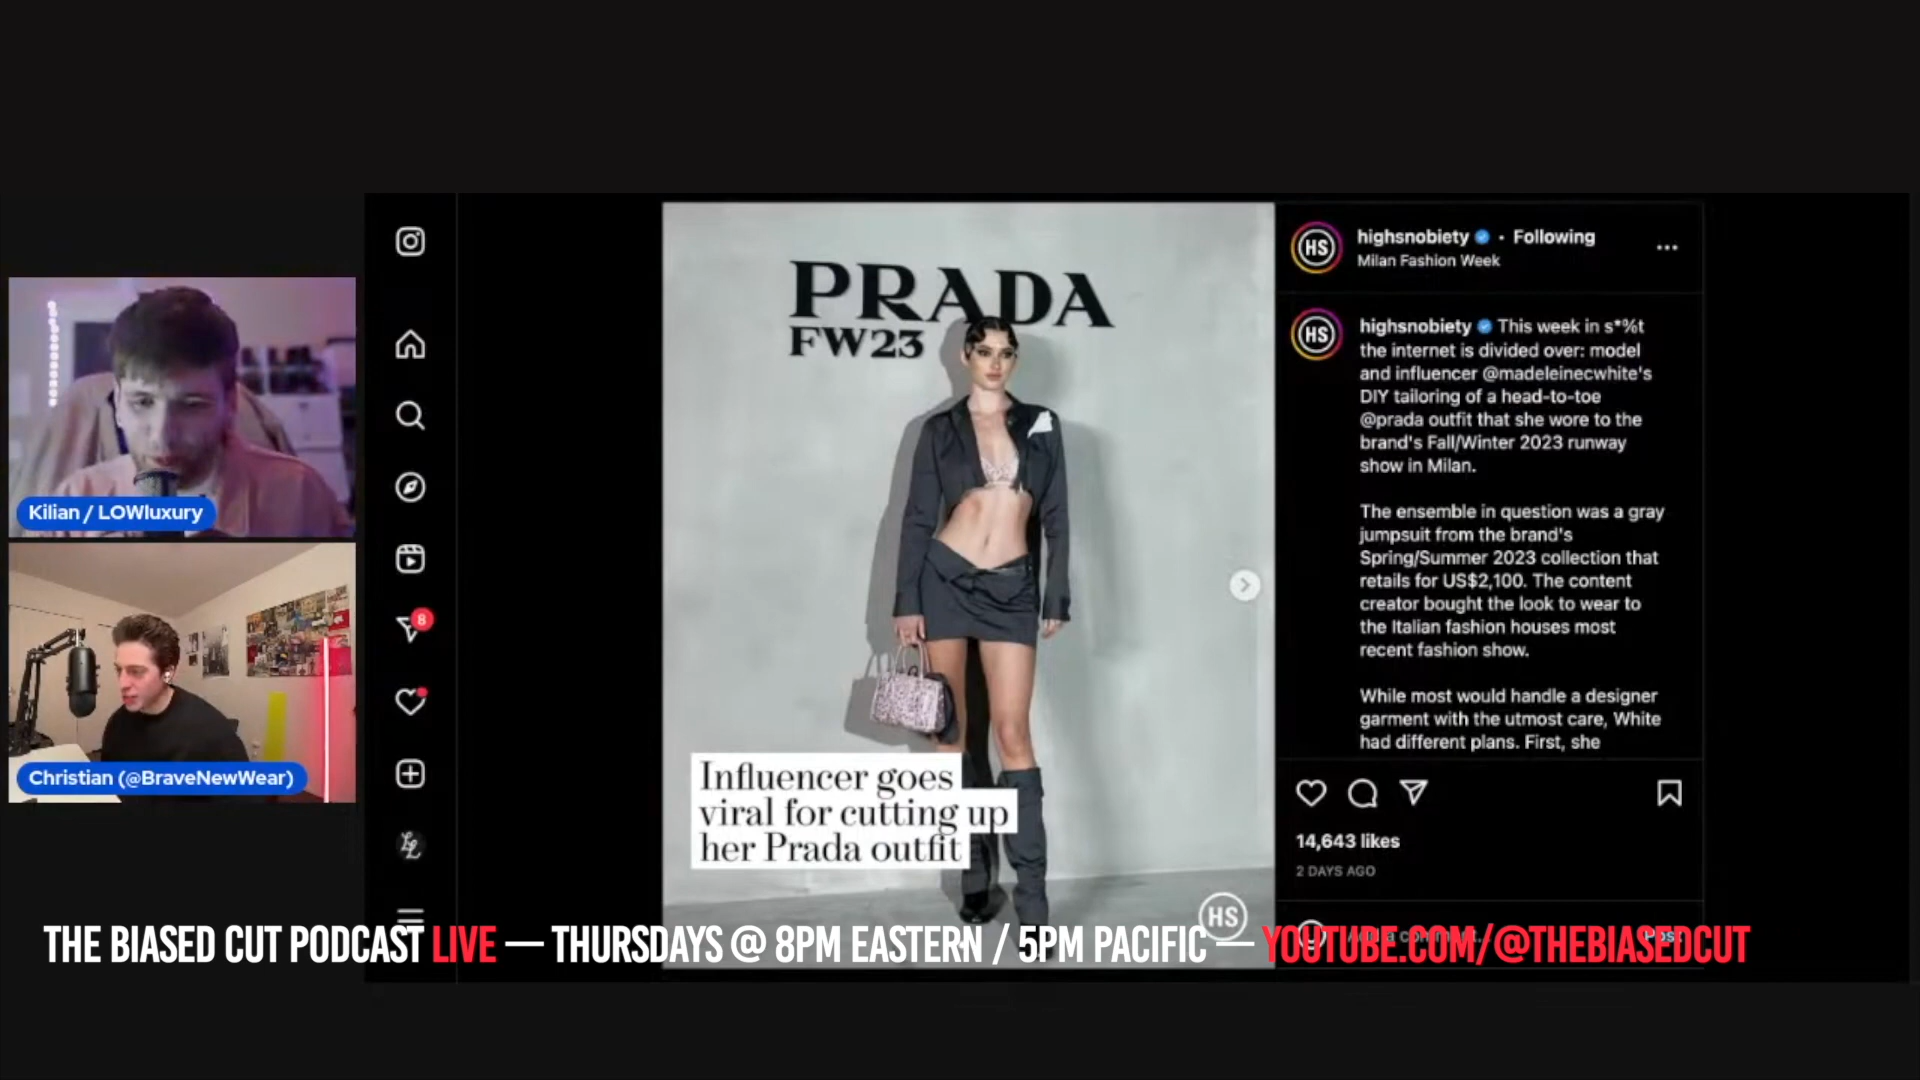 PRADA
FW23
Influencer goes
viral for cutting up
her Prada outfit
HS
HS
highsnobiety • Following
Milan Fashion Week
HS
highsnobiety This week in s*%t
the internet is divided over: model
and influencer @madeleinecwhite's
DIY tailoring of a head-to-toe
@prada outfit that she wore to the
brand's Fall/Winter 2023 runway
show in Milan.
The ensemble in question was a gray
jumpsuit from the brand's
Spring/Summer 2023 collection that
retails for US$2,100. The content
creator bought the look to wear to
the Italian fashion houses most
recent fashion show.
While most would handle a designer
garment with the utmost care, White
had different plans. First, she
14,643 likes
2 DAYS AGO
8
Kilian / LOWluxury
Christian (@BraveNewWear)
THE BIASED CUT PODCAST LIVE — THURSDAYS @ 8PM EASTERN / 5PM PACIFIC — YOUTUBE.COM/@THEBIASEDCUT